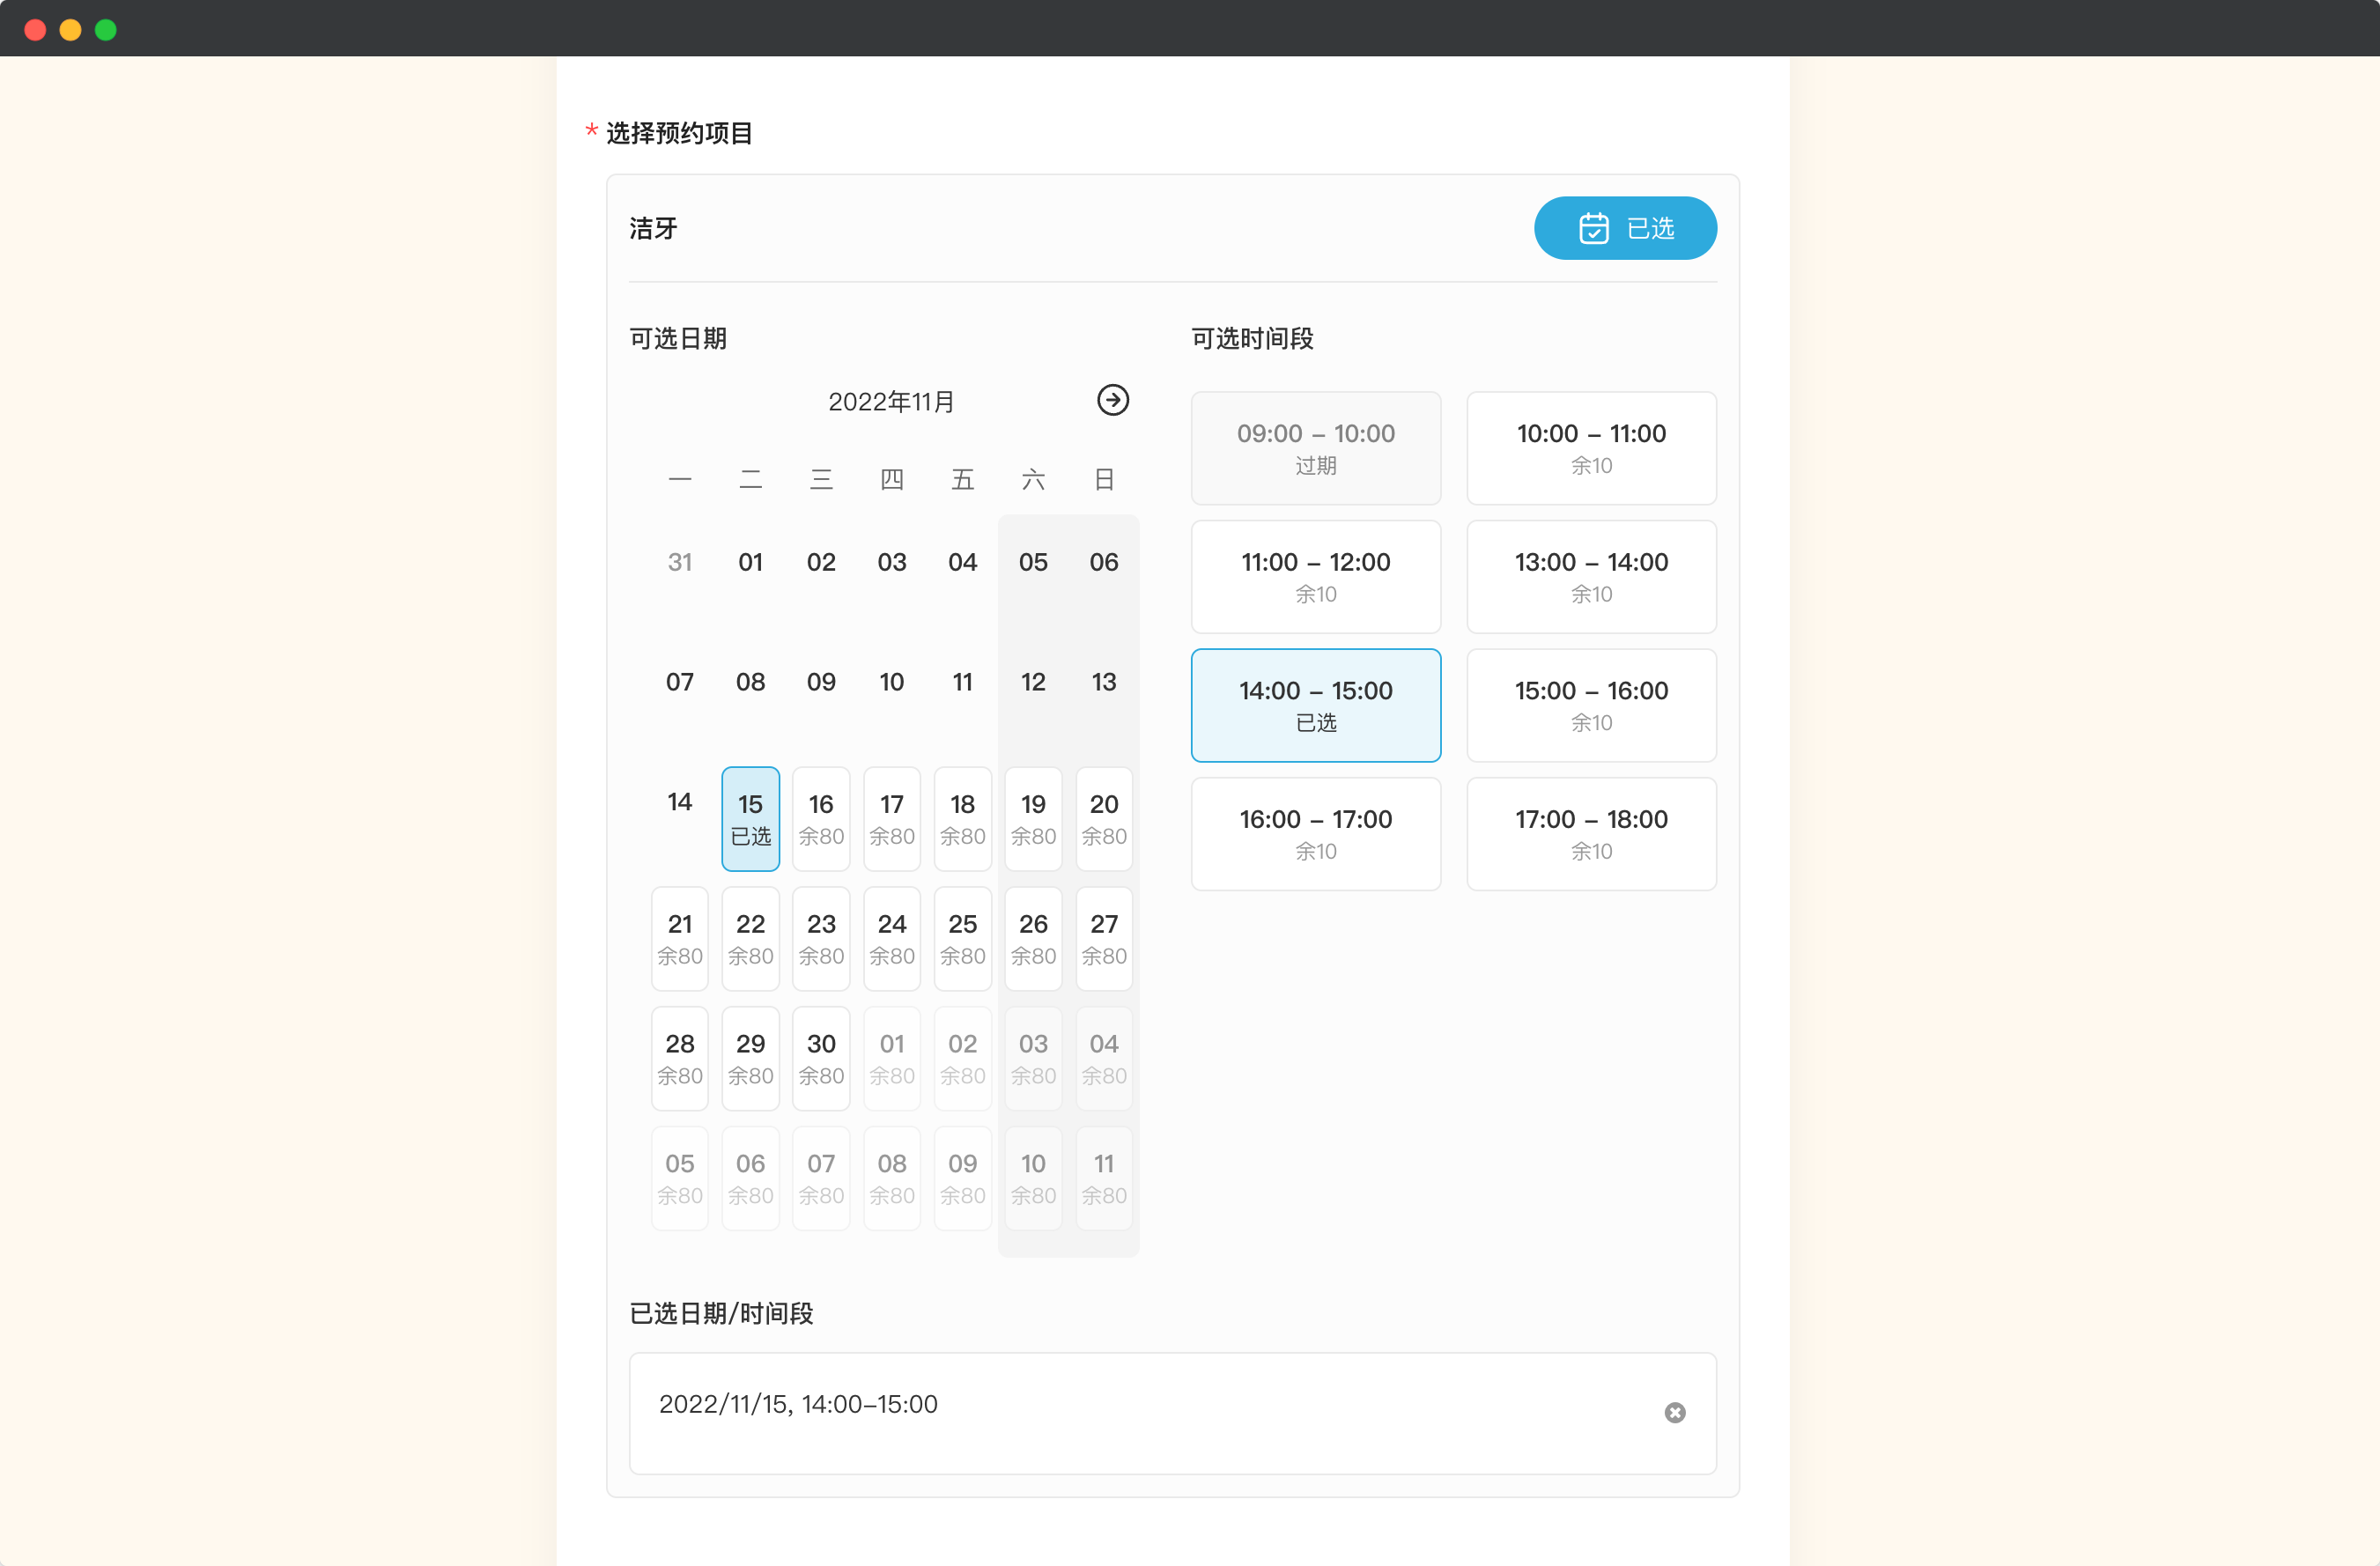 * 选择预约项目
洁牙
已选
可选日期
2022年11月
一 二 三 四 五 六 日
31 01 02 03 04 05 06
07 08 09 10 11 12 13
14 15 16 17 18 19 20
已选 余80 余80 余80 余80 余80
21 22 23 24 25 26 27
余80 余80 余80 余80 余80 余80 余80
28 29 30 01 02 03 04
余80 余80 余80 余80 余80 余80 余80
05 06 07 08 09 10 11
余80 余80 余80 余80 余80 余80 余80
可选时间段
09:00 – 10:00
过期
10:00 – 11:00
余10
11:00 – 12:00
余10
13:00 – 14:00
余10
14:00 – 15:00
已选
15:00 – 16:00
余10
16:00 – 17:00
余10
17:00 – 18:00
余10
已选日期/时间段
2022/11/15, 14:00–15:00